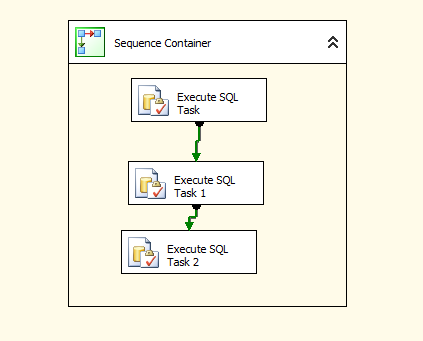 Sequence Container
Execute SQL
Task
Execute SQL
Task 1
Execute SQL
Task 2